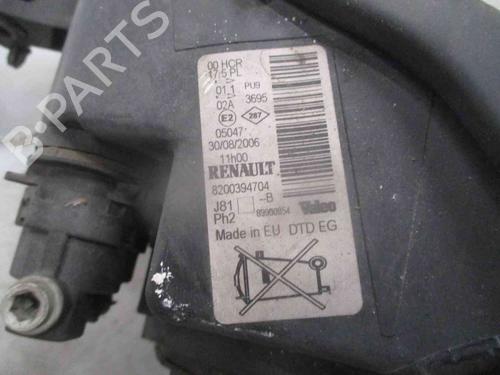 B-PARTS
00 HCR
17.5 PL
01 1 PU9
02A 3695
E2 287
05047
30/08/2006
11h00
RENAULT
8200394704
J81 --B
Ph2 89900854 Valeo
Made in EU DTD EG